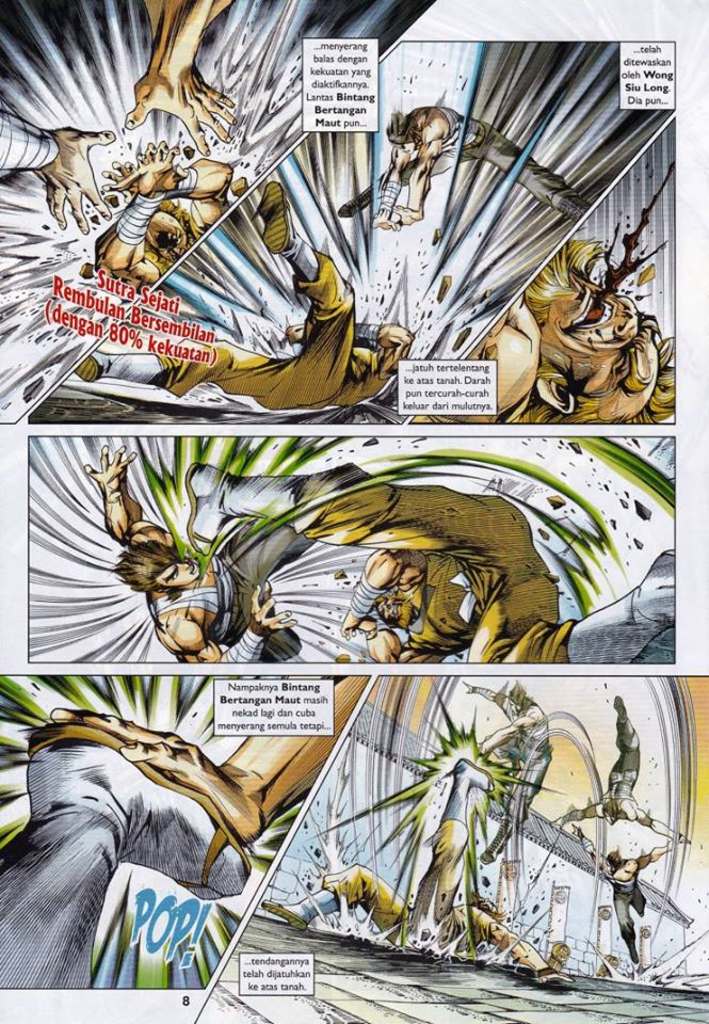 ...menyerang
balas dengan
kekuatan yang
diaktifkannya.
Lantas Bintang
Bertangan
Maut pun...
...telah
ditewaskan
oleh Wong
Siu Long.
Dia pun...
Sutra Sejati
Rembulan Bersembilan
(dengan 80% kekuatan)
...jatuh tertelentang
ke atas tanah. Darah
pun tercurah-curah
keluar dari mulutnya.
Nampaknya Bintang
Bertangan Maut masih
nekad lagi dan cuba
menyerang semula tetapi...
POP!
...tendangannya
telah dijatuhkan
ke atas tanah.
8